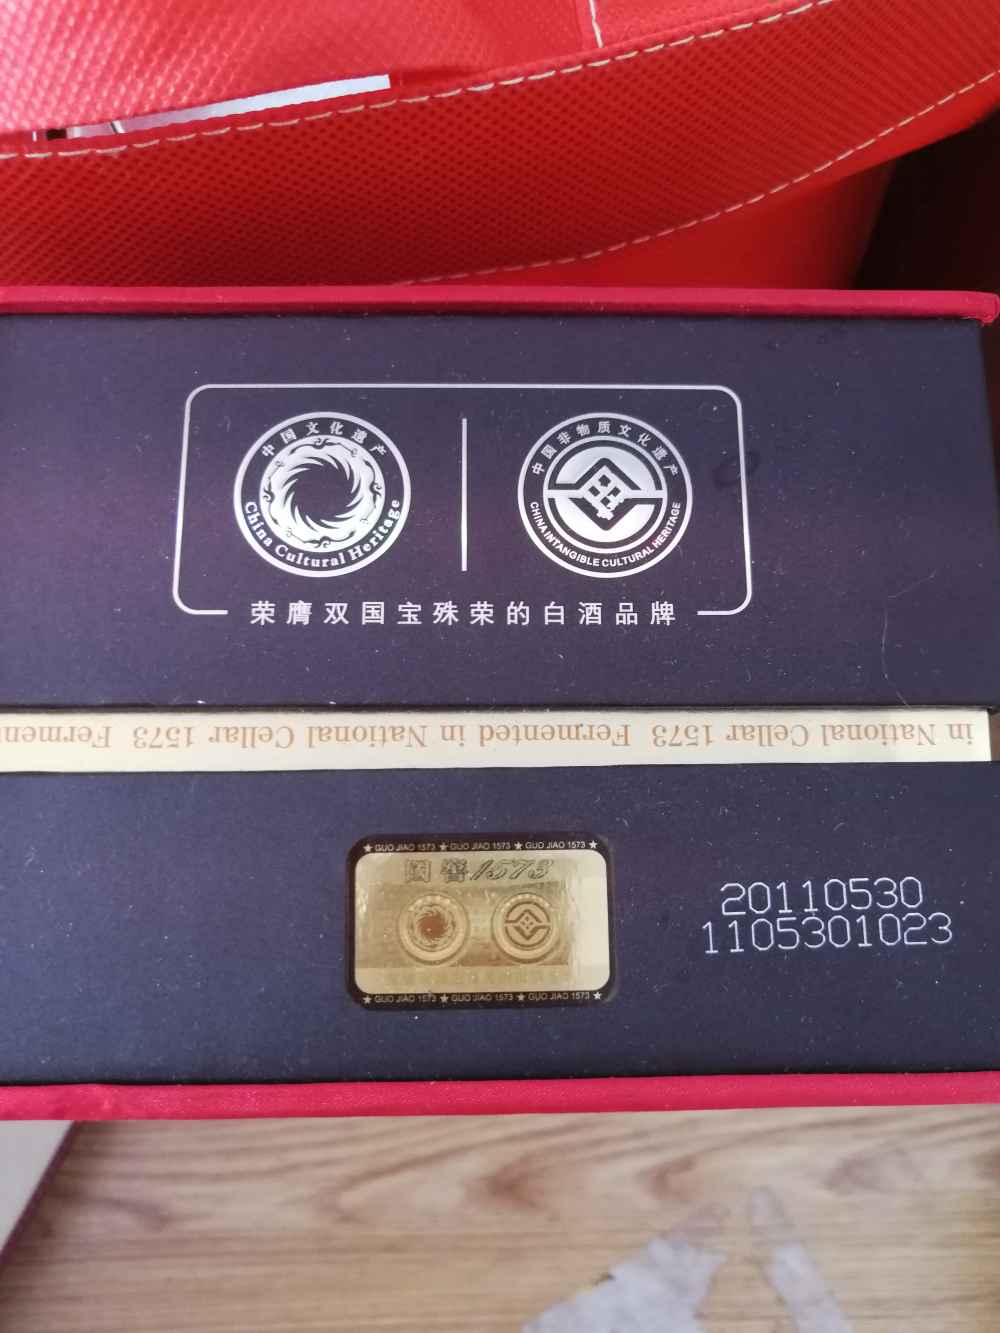 中国文化遗产
China Cultural Heritage
中国非物质文化遗产
CHINA INTANGIBLE CULTURAL HERITAGE
荣膺双国宝殊荣的白酒品牌
in National Cellar 1573 Fermented in National Cellar 1573 Fermen
★ GUO JIAO 1573 ★ GUO JIAO 1573 ★ GUO JIAO 1573 ★
国窖1573
★ GUO JIAO 1573 ★ GUO JIAO 1573 ★ GUO JIAO 1573 ★
20110530
1105301023